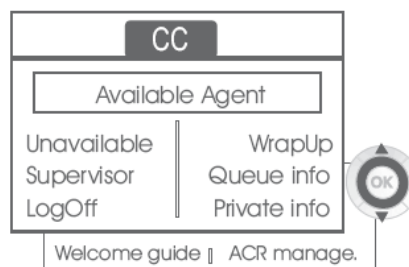 CC
Available Agent
Unavailable WrapUp
Supervisor Queue info
LogOff Private info
OK
Welcome guide ACR manage.